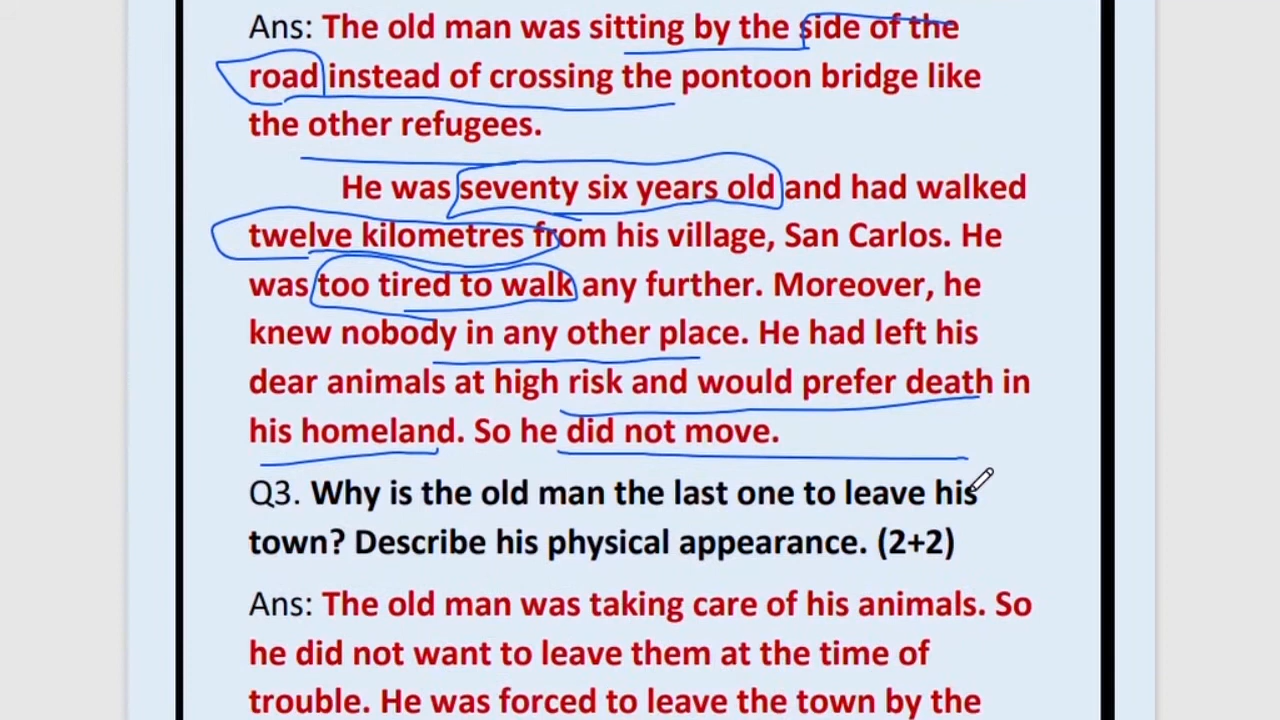 Ans: The old man was sitting by the side of the
road instead of crossing the pontoon bridge like
the other refugees.
He was seventy six years old and had walked
twelve kilometres from his village, San Carlos. He
was too tired to walk any further. Moreover, he
knew nobody in any other place. He had left his
dear animals at high risk and would prefer death in
his homeland. So he did not move.
Q3. Why is the old man the last one to leave his
town? Describe his physical appearance. (2+2)
Ans: The old man was taking care of his animals. So
he did not want to leave them at the time of
trouble. He was forced to leave the town by the